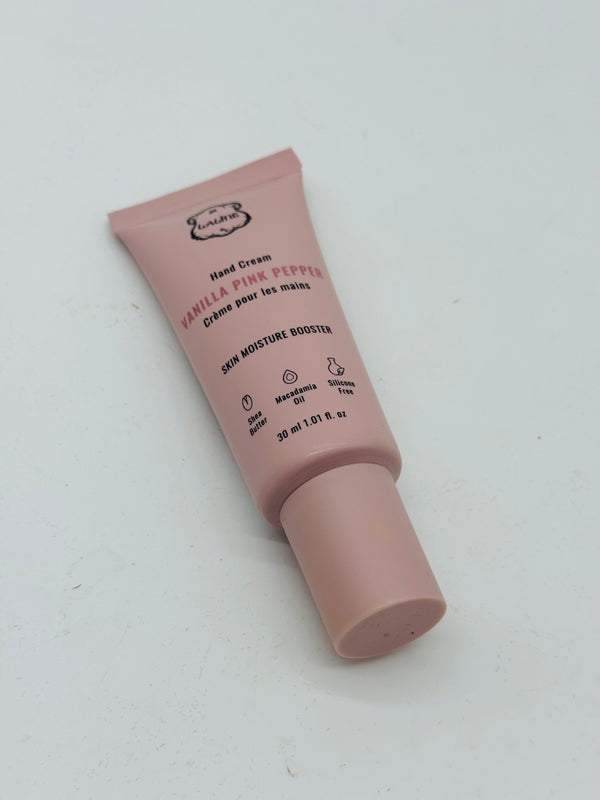 LALINE
Hand Cream
VANILLA PINK PEPPER
Crème pour les mains
SKIN MOISTURE BOOSTER
Shea
Butter
Macadamia
Oil
Silicone
Free
30 ml 1.01 fl. oz